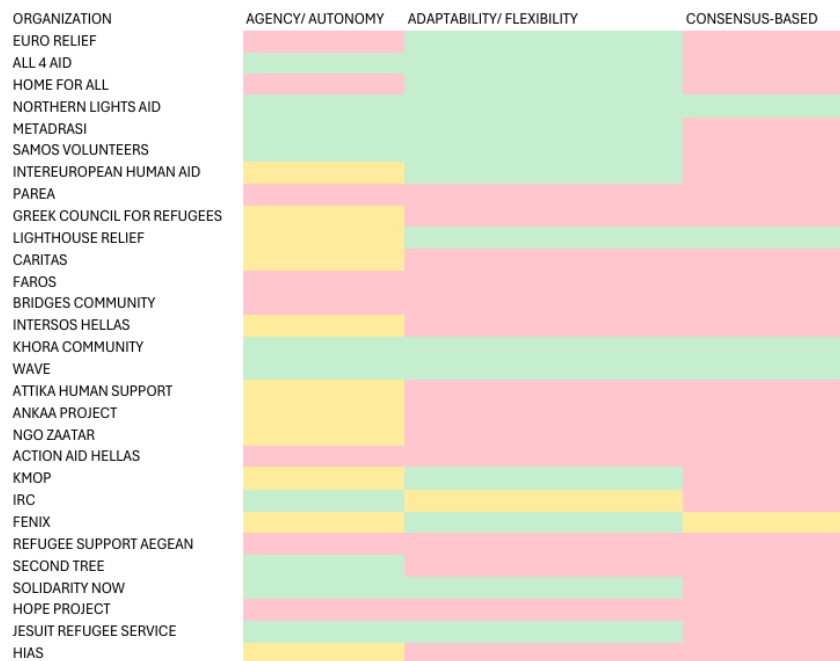 ORGANIZATION AGENCY/ AUTONOMY ADAPTABILITY/ FLEXIBILITY CONSENSUS-BASED
EURO RELIEF
ALL 4 AID
HOME FOR ALL
NORTHERN LIGHTS AID
METADRASI
SAMOS VOLUNTEERS
INTEREUROPEAN HUMAN AID
PAREA
GREEK COUNCIL FOR REFUGEES
LIGHTHOUSE RELIEF
CARITAS
FAROS
BRIDGES COMMUNITY
INTERSOS HELLAS
KHORA COMMUNITY
WAVE
ATTIKA HUMAN SUPPORT
ANKAA PROJECT
NGO ZAATAR
ACTION AID HELLAS
KMOP
IRC
FENIX
REFUGEE SUPPORT AEGEAN
SECOND TREE
SOLIDARITY NOW
HOPE PROJECT
JESUIT REFUGEE SERVICE
HIAS